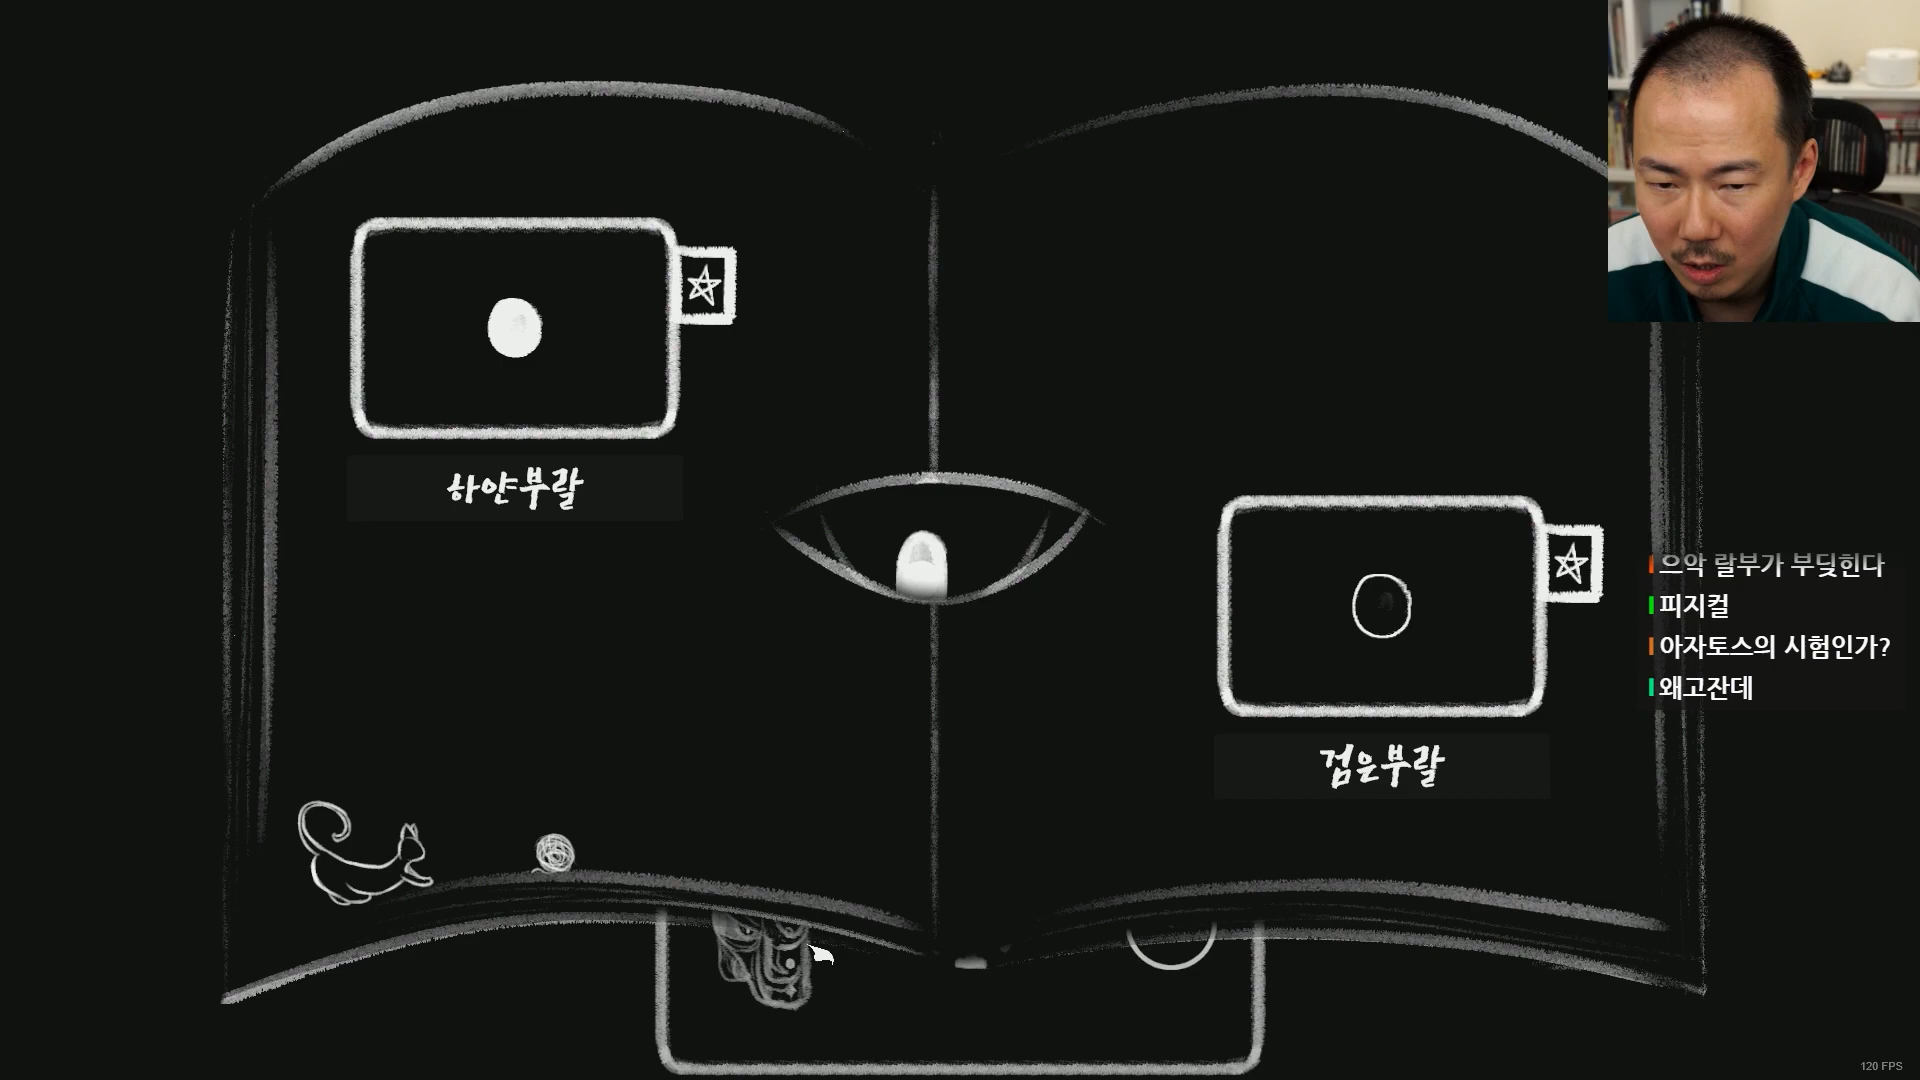 하얀부랄
검은부랄
으악 랄부가 부딪힌다
피지컬
아자토스의 시험인가?
왜고잔데
120 FPS